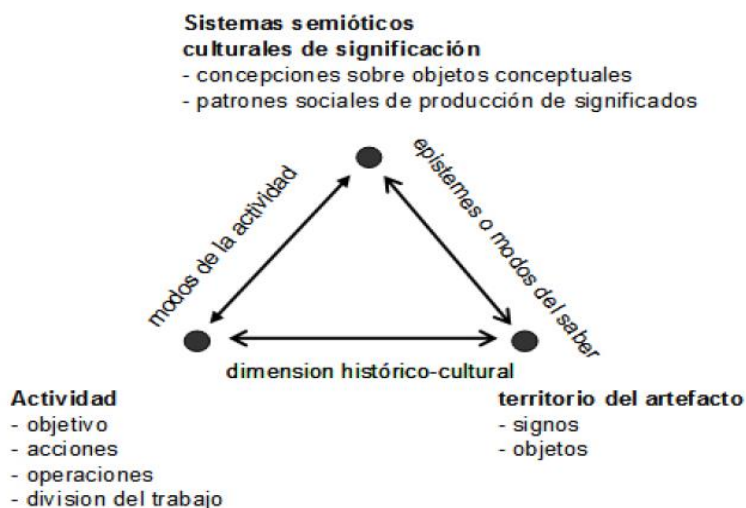 Sistemas semióticos
culturales de significación
- concepciones sobre objetos conceptuales
- patrones sociales de producción de significados
modos de la actividad
epistemes o modos del saber
dimension histórico-cultural
Actividad
- objetivo
- acciones
- operaciones
- division del trabajo
territorio del artefacto
- signos
- objetos